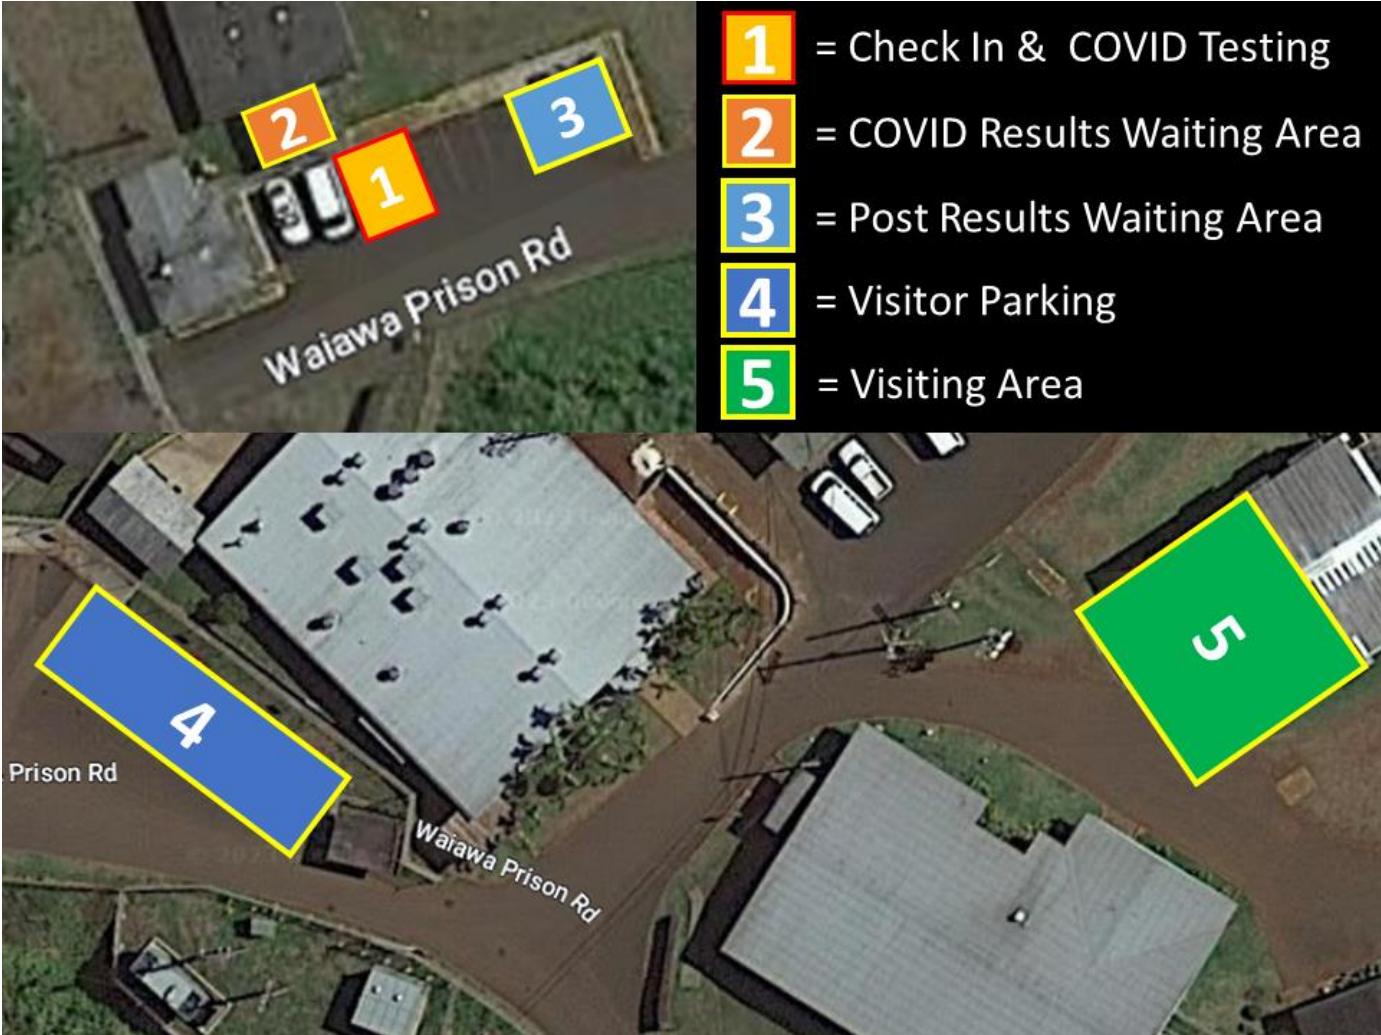 2
3
1
Waiawa Prison Rd
1 = Check In & COVID Testing
2 = COVID Results Waiting Area
3 = Post Results Waiting Area
4 = Visitor Parking
5 = Visiting Area
5
4
Prison Rd
Waiawa Prison Rd